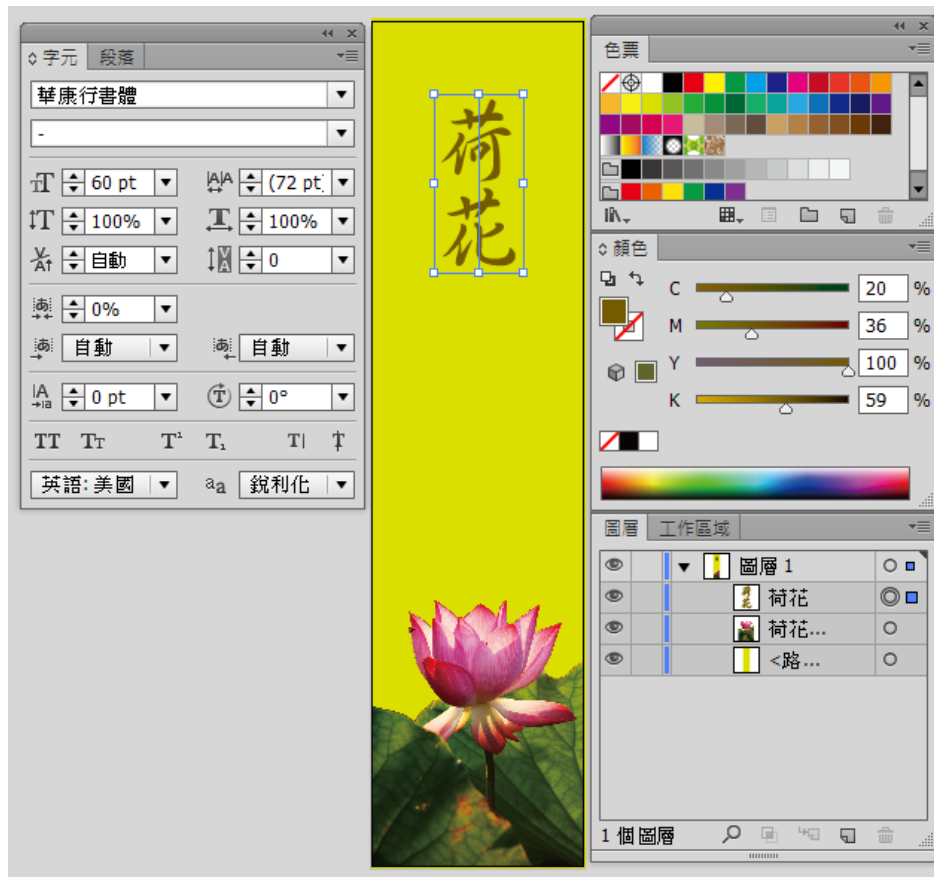 字元 段落
華康行書體
-
60 pt (72 pt)
100% 100%
自動 0
0%
自動 自動
0 pt 0°
TT Tт T¹ T₁ T| Ŧ
英語: 美國 aa 銳利化
荷
花
色票
顏色
C 20 %
M 36 %
Y 100 %
K 59 %
圖層 工作區域
圖層 1
荷花
荷花...
<路...
1 個圖層